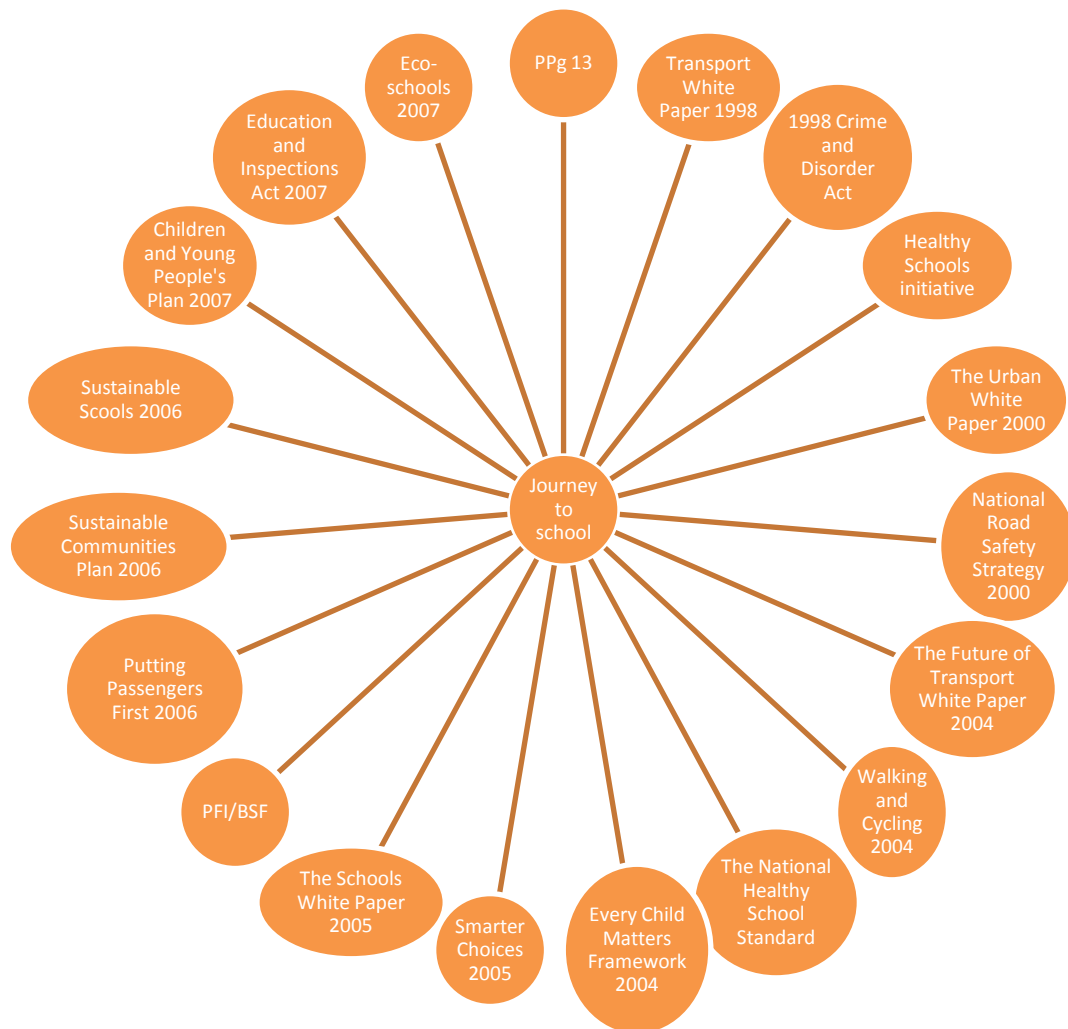 PPg 13
Transport
White
Paper 1998
1998 Crime
and
Disorder
Act
Healthy
Schools
initiative
The Urban
White
Paper 2000
National
Road
Safety
Strategy
2000
The Future of
Transport
White Paper
2004
Walking
and
Cycling
2004
The National
Healthy
School
Standard
Every Child
Matters
Framework
2004
Smarter
Choices
2005
The Schools
White Paper
2005
PFI/BSF
Putting
Passengers
First 2006
Sustainable
Communities
Plan 2006
Sustainable
Scools 2006
Children
and Young
People's
Plan 2007
Education
and
Inspections
Act 2007
Eco-
schools
2007
Journey
to
school